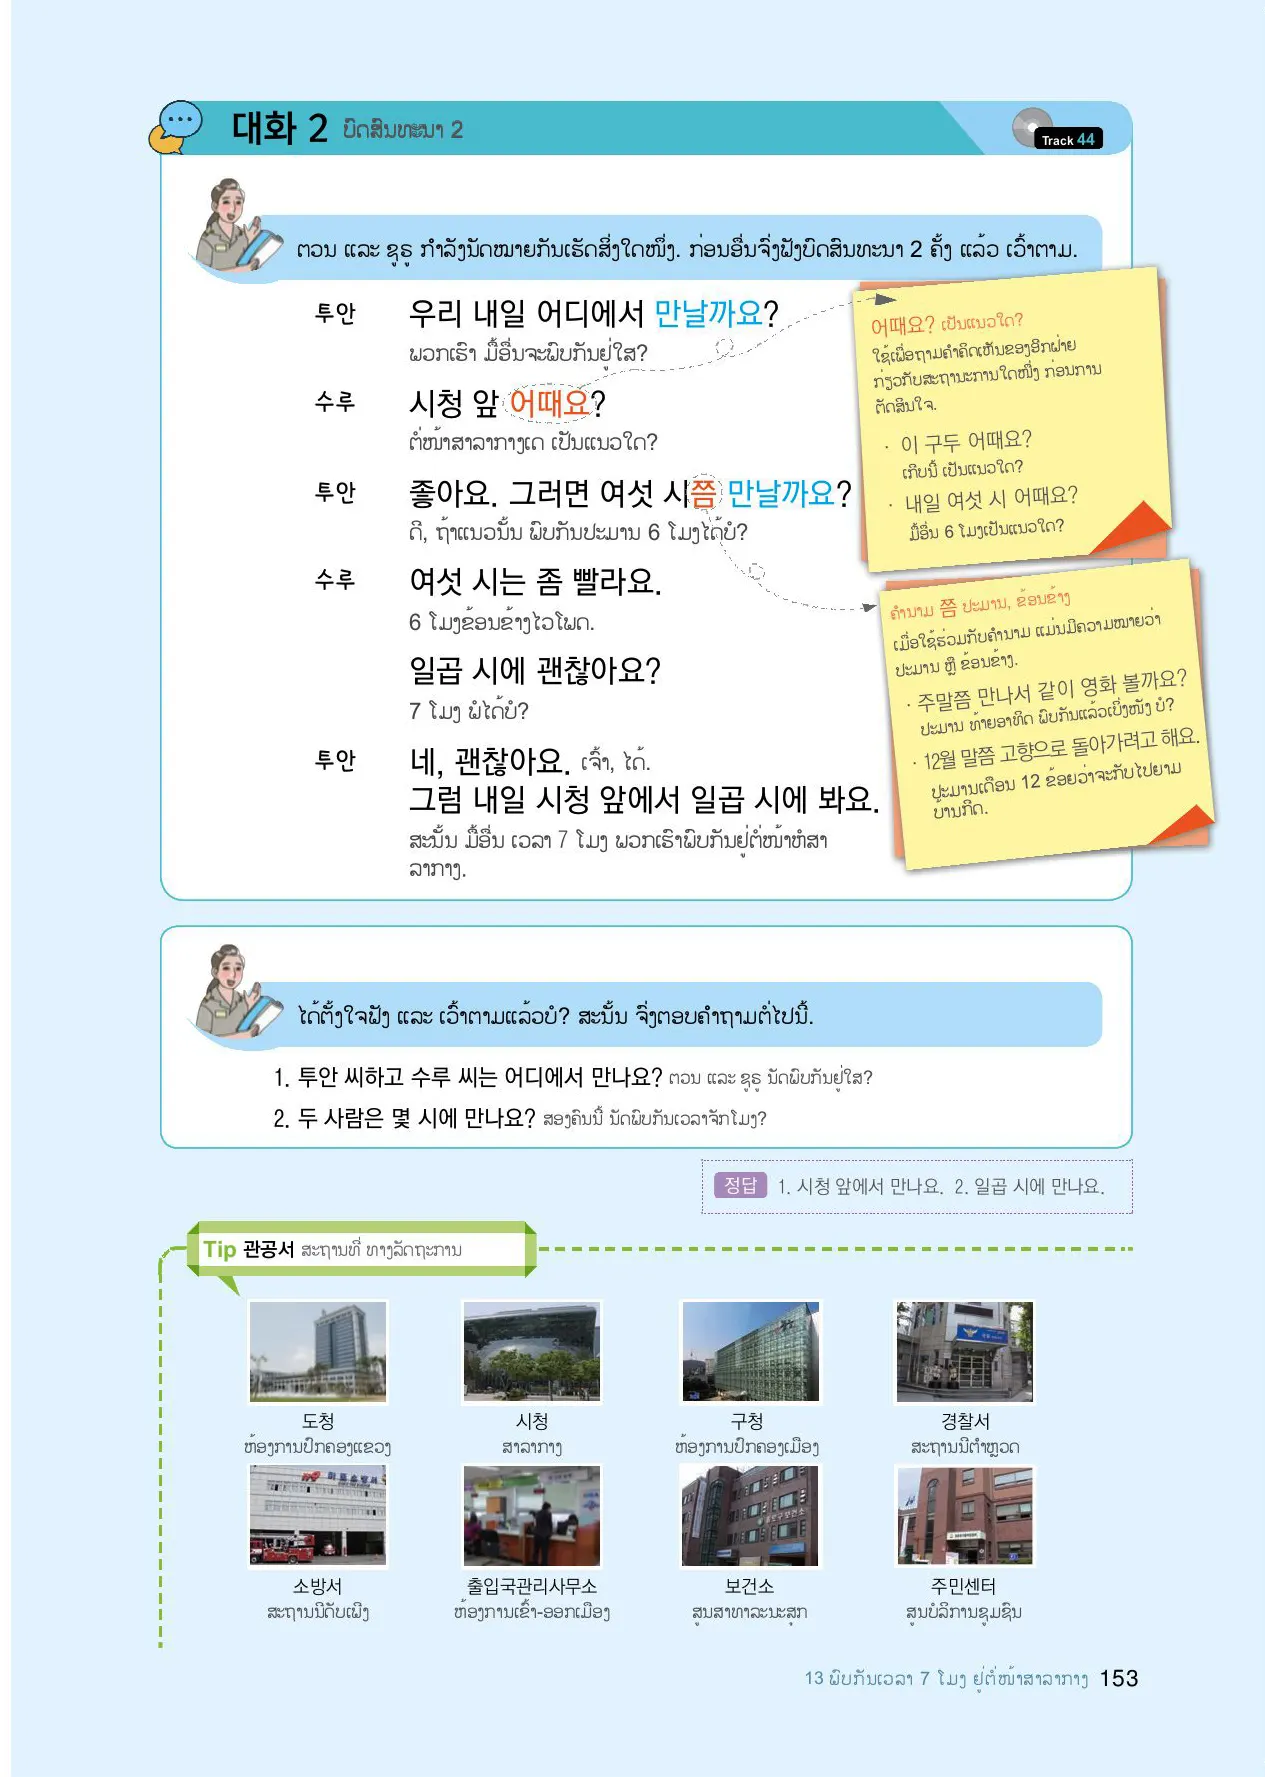 대화 2 ບົດສົນທະນາ 2
Track 44
ຕວນ ແລະ ຊູຣູ ກຳລັງນັດໝາຍກັນເຮັດສິ່ງໃດໜຶ່ງ. ກ່ອນອື່ນຈົ່ງຟັງບົດສົນທະນາ 2 ຄັ້ງ ແລ້ວ ເວົ້າຕາມ.
투안 우리 내일 어디에서 만날까요?
ພວກເຮົາ ມື້ອື່ນຈະພົບກັນຢູ່ໃສ?
수루 시청 앞 어때요?
ຕໍ່ໜ້າສາລາກາງເດ ເປັນແນວໃດ?
투안 좋아요. 그러면 여섯 시쯤 만날까요?
ດີ, ຖ້າແນວນັ້ນ ພົບກັນປະມານ 6 ໂມງໄດ້ບໍ?
수루 여섯 시는 좀 빨라요.
6 ໂມງຂ້ອນຂ້າງໄວໂພດ.
일곱 시에 괜찮아요?
7 ໂມງ ພໍໄດ້ບໍ?
투안 네, 괜찮아요. ເຈົ້າ, ໄດ້.
그럼 내일 시청 앞에서 일곱 시에 봐요.
ສະນັ້ນ ມື້ອື່ນ ເວລາ 7 ໂມງ ພວກເຮົາພົບກັນຢູ່ຕໍ່ໜ້າຫໍສາ
ລາກາງ.
어때요? ເປັນແນວໃດ?
ໃຊ້ເພື່ອຖາມຄຳຄິດເຫັນຂອງອີກຝ່າຍ
ກ່ຽວກັບສະຖານະການໃດໜຶ່ງ ກ່ອນການ
ຕັດສິນໃຈ.
· 이 구두 어때요?
ເກີບນີ້ ເປັນແນວໃດ?
· 내일 여섯 시 어때요?
ມື້ອື່ນ 6 ໂມງເປັນແນວໃດ?
ຄຳນາມ 쯤 ປະມານ, ຂ້ອນຂ້າງ
ເມື່ອໃຊ້ຮ່ວມກັບຄຳນາມ ແມ່ນມີຄວາມໝາຍວ່າ
ປະມານ ຫຼື ຂ້ອນຂ້າງ.
· 주말쯤 만나서 같이 영화 볼까요?
ປະມານ ທ້າຍອາທິດ ພົບກັນແລ້ວເບິ່ງໜັງ ບໍ?
· 12월 말쯤 고향으로 돌아가려고 해요.
ປະມານເດືອນ 12 ຂ້ອຍວ່າຈະກັບໄປຍາມ
ບ້ານເກີດ.
ໄດ້ຕັ້ງໃຈຟັງ ແລະ ເວົ້າຕາມແລ້ວບໍ? ສະນັ້ນ ຈົ່ງຕອບຄຳຖາມຕໍ່ໄປນີ້.
1. 투안 씨하고 수루 씨는 어디에서 만나요? ຕວນ ແລະ ຊູຣູ ນັດພົບກັນຢູ່ໃສ?
2. 두 사람은 몇 시에 만나요? ສອງຄົນນີ້ ນັດພົບກັນເວລາຈັກໂມງ?
정답 1. 시청 앞에서 만나요. 2. 일곱 시에 만나요.
Tip 관공서 ສະຖານທີ່ ທາງລັດຖະການ
도청 시청 구청 경찰서
ຫ້ອງການປົກຄອງແຂວງ ສາລາກາງ ຫ້ອງການປົກຄອງເມືອງ ສະຖານນີຕຳຫຼວດ
소방서 출입국관리사무소 보건소 주민센터
ສະຖານນີດັບເພີງ ຫ້ອງການເຂົ້າ-ອອກເມືອງ ສູນສາທາລະນະສຸກ ສູນບໍລິການຊຸມຊົນ
13 ພົບກັນເວລາ 7 ໂມງ ຢູ່ຕໍ່ໜ້າສາລາກາງ 153